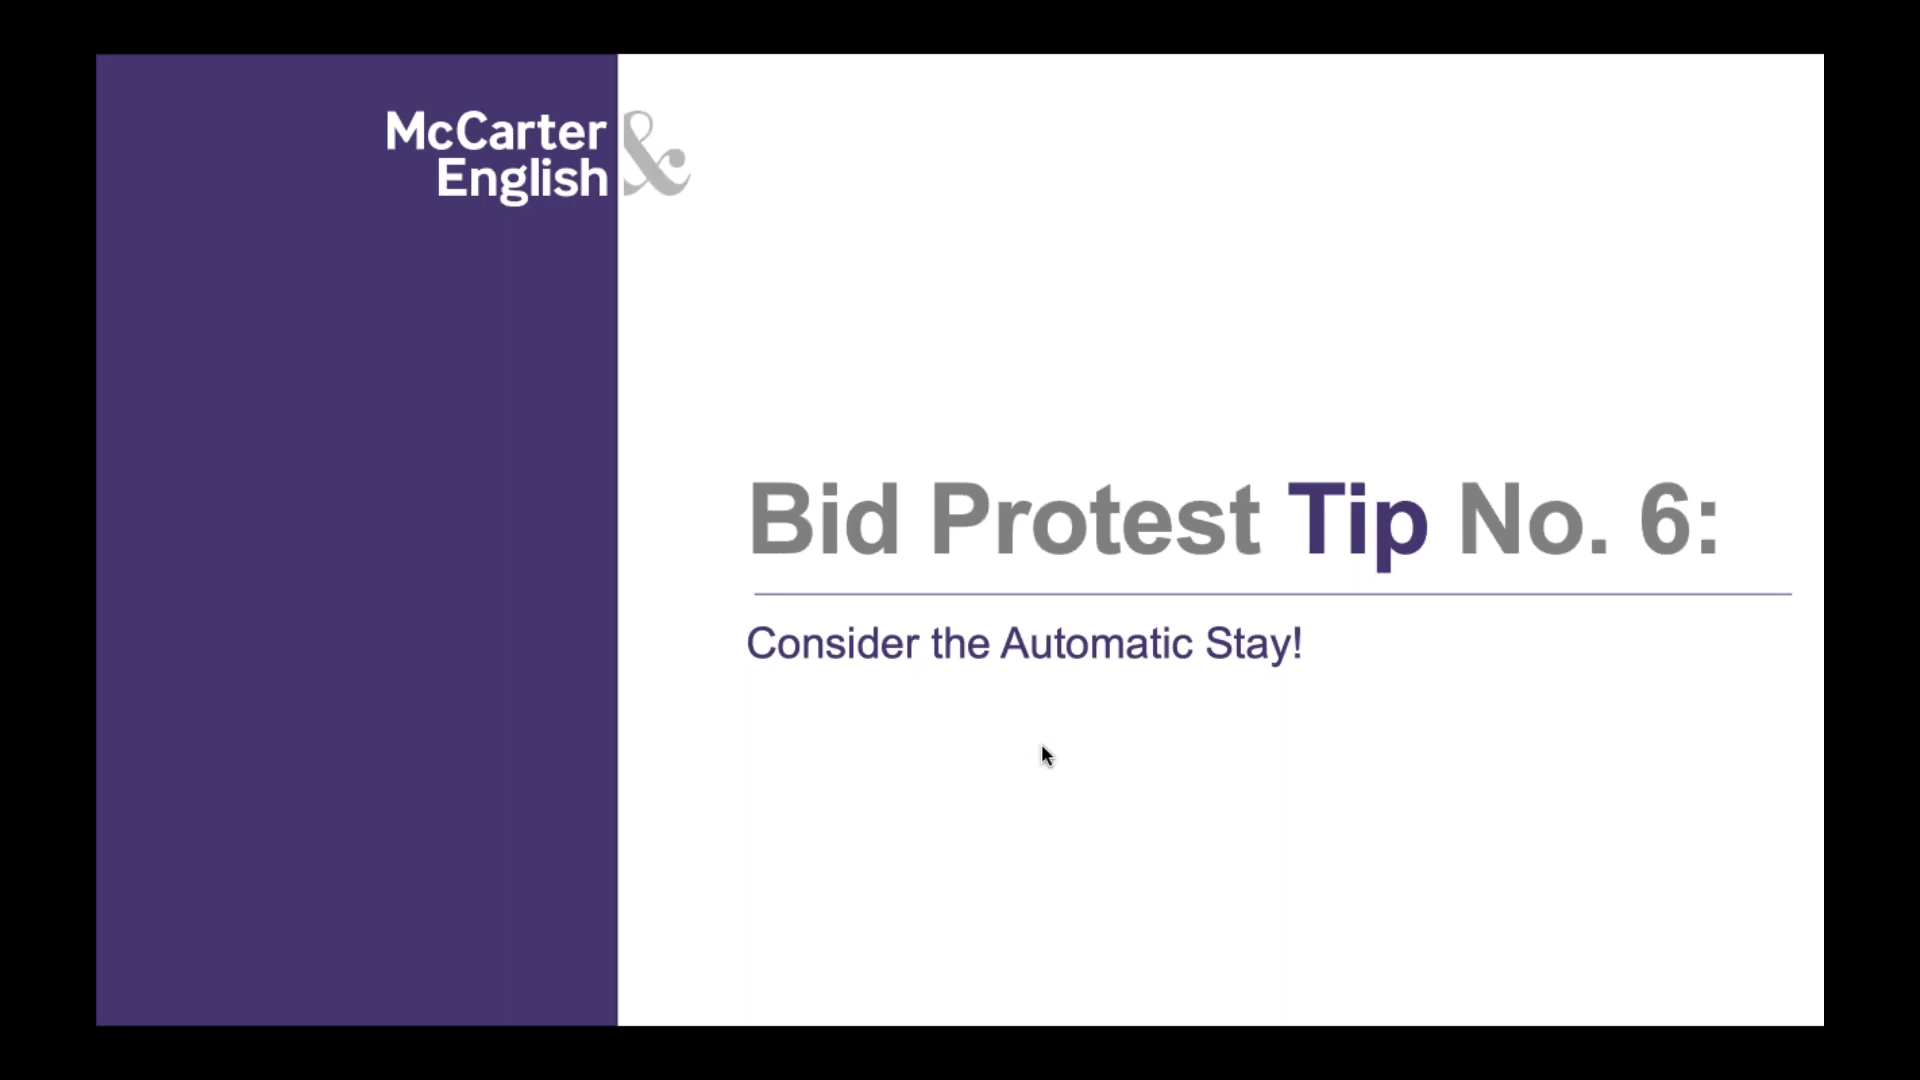 McCarter
English &
Bid Protest Tip No. 6:
Consider the Automatic Stay!